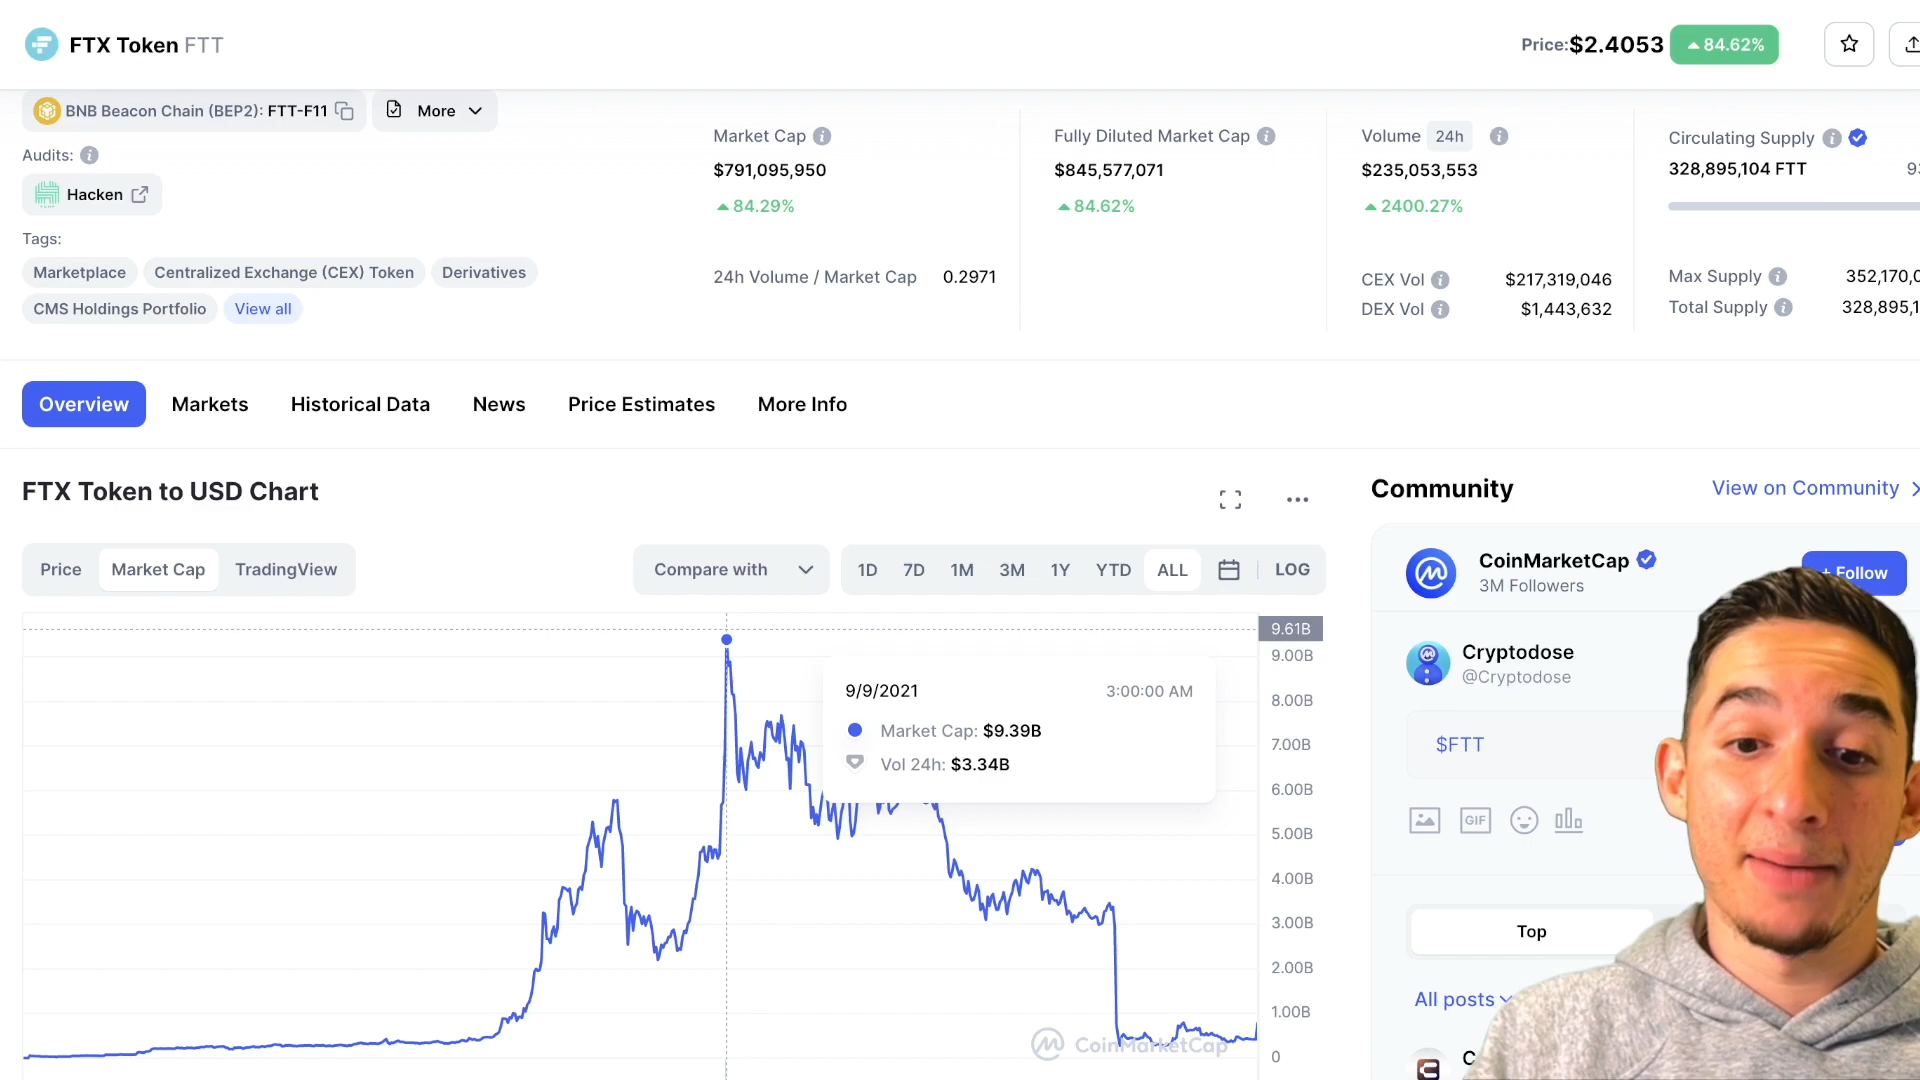 FTX Token FTT
Price:$2.4053 84.62%
BNB Beacon Chain (BEP2): FTT-F11
More
Audits:
Hacken
Tags:
Marketplace
Centralized Exchange (CEX) Token
Derivatives
CMS Holdings Portfolio
View all
Market Cap
$791,095,950
84.29%
24h Volume / Market Cap 0.2971
Fully Diluted Market Cap
$845,577,071
84.62%
Volume 24h
$235,053,553
2400.27%
CEX Vol $217,319,046
DEX Vol $1,443,632
Circulating Supply
328,895,104 FTT 93
Max Supply 352,170,0
Total Supply 328,895,1
Overview Markets Historical Data News Price Estimates More Info
FTX Token to USD Chart
Price Market Cap TradingView
Compare with
1D 7D 1M 3M 1Y YTD ALL LOG
9.61B
9.00B
8.00B
7.00B
6.00B
5.00B
4.00B
3.00B
2.00B
1.00B
0
9/9/2021 3:00:00 AM
Market Cap: $9.39B
Vol 24h: $3.34B
CoinMarketCap
Community
View on Community
CoinMarketCap
3M Followers
+ Follow
Cryptodose
@Cryptodose
$FTT
GIF
Top
All posts
C